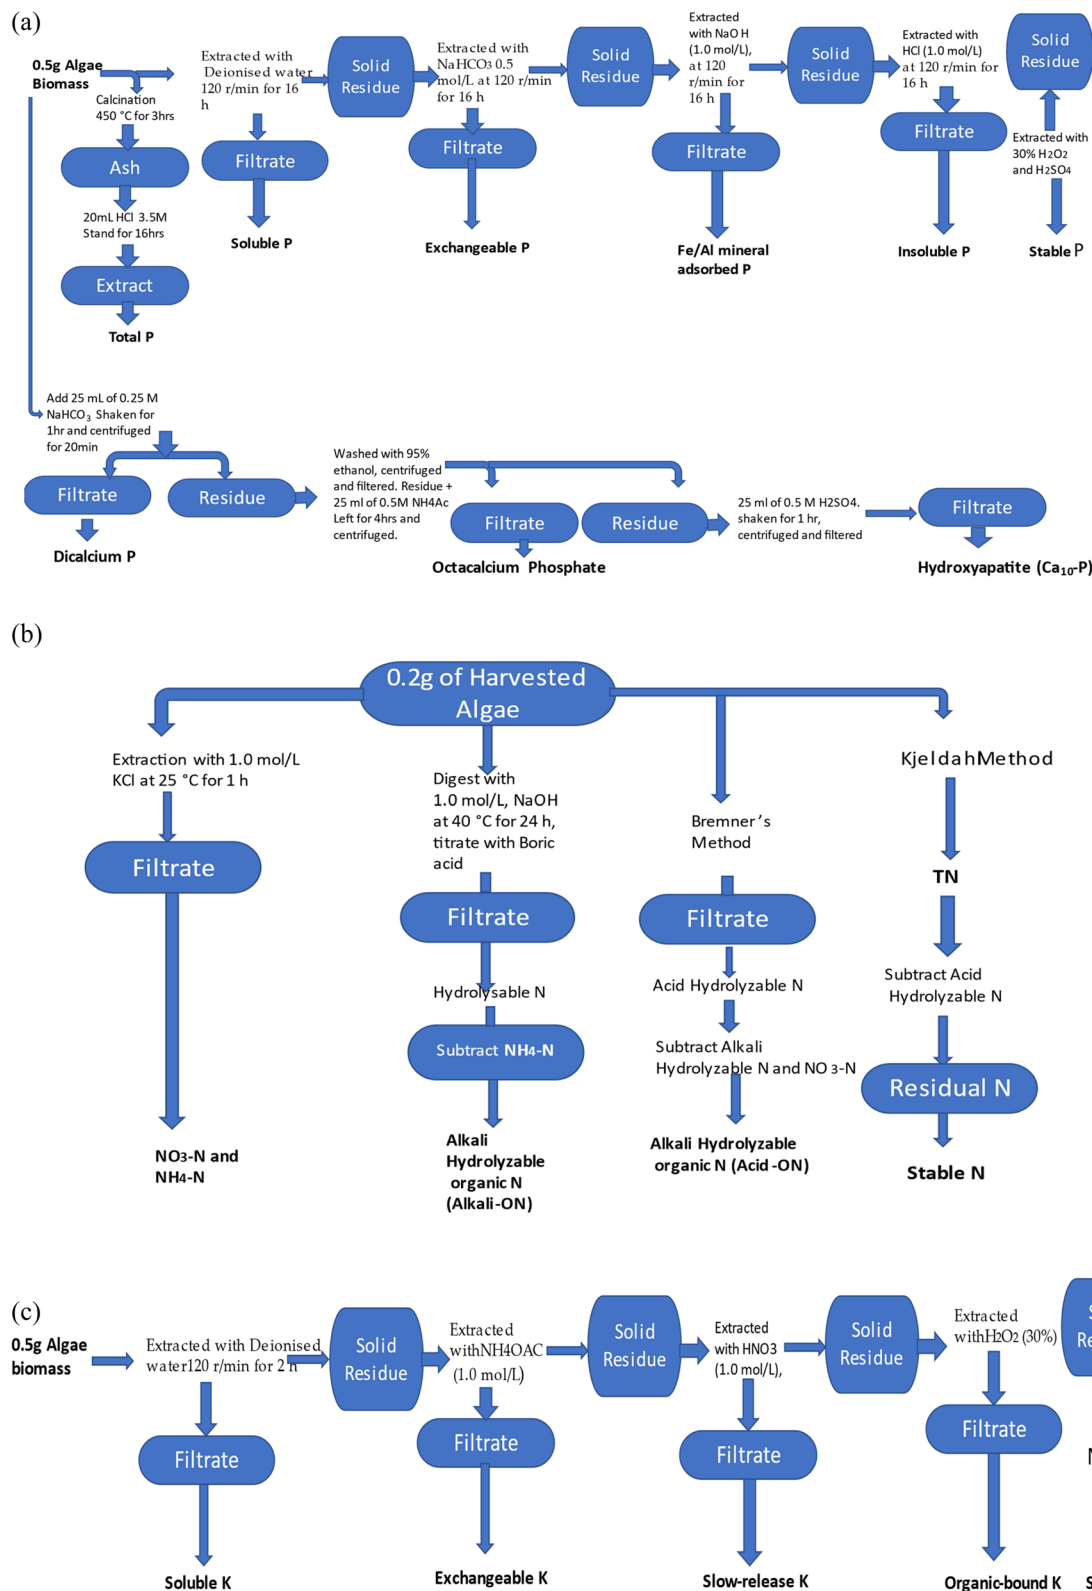 (a)
0.5g Algae
Biomass
Calcination
450 °C for 3hrs
Ash
20mL HCl 3.5M
Stand for 16hrs
Extract
Total P
Extracted with
Deionised water
120 r/min for 16
h
Filtrate
Soluble P
Solid
Residue
Extracted with
NaHCO3 0.5
mol/L at 120 r/min
for 16 h
Filtrate
Exchangeable P
Solid
Residue
Extracted
with NaO H
(1.0 mol/L),
at 120
r/min for
16 h
Filtrate
Fe/Al mineral
adsorbed P
Solid
Residue
Extracted with
HCl (1.0 mol/L)
at 120 r/min for
16 h
Filtrate
Insoluble P
Solid
Residue
Extracted with
30% H2O2
and H2SO4
Stable P
Add 25 mL of 0.25 M
NaHCO3 Shaken for
1hr and centrifuged
for 20min
Filtrate
Dicalcium P
Residue
Washed with 95%
ethanol, centrifuged
and filtered. Residue +
25 ml of 0.5M NH4Ac
Left for 4hrs and
centrifuged.
Filtrate
Octacalcium Phosphate
Residue
25 ml of 0.5 M H2SO4.
shaken for 1 hr,
centrifuged and filtered
Filtrate
Hydroxyapatite (Ca10-P)
(b)
0.2g of Harvested
Algae
Extraction with 1.0 mol/L
KCl at 25 °C for 1 h
Filtrate
NO3-N and
NH4-N
Digest with
1.0 mol/L, NaOH
at 40 °C for 24 h,
titrate with Boric
acid
Filtrate
Hydrolysable N
Subtract NH4-N
Alkali
Hydrolyzable
organic N
(Alkali-ON)
Bremner's
Method
Filtrate
Acid Hydrolyzable N
Subtract Alkali
Hydrolyzable N and NO 3-N
Alkali Hydrolyzable
organic N (Acid -ON)
KjeldahMethod
TN
Subtract Acid
Hydrolyzable N
Residual N
Stable N
(c)
0.5g Algae
biomass
Extracted with Deionised
water120 r/min for 2 h
Filtrate
Soluble K
Solid
Residue
Extracted
withNH4OAC
(1.0 mol/L)
Filtrate
Exchangeable K
Solid
Residue
Extracted
with HNO3
(1.0 mol/L),
Filtrate
Slow-release K
Solid
Residue
Extracted
withH2O2 (30%)
Filtrate
Organic-bound K